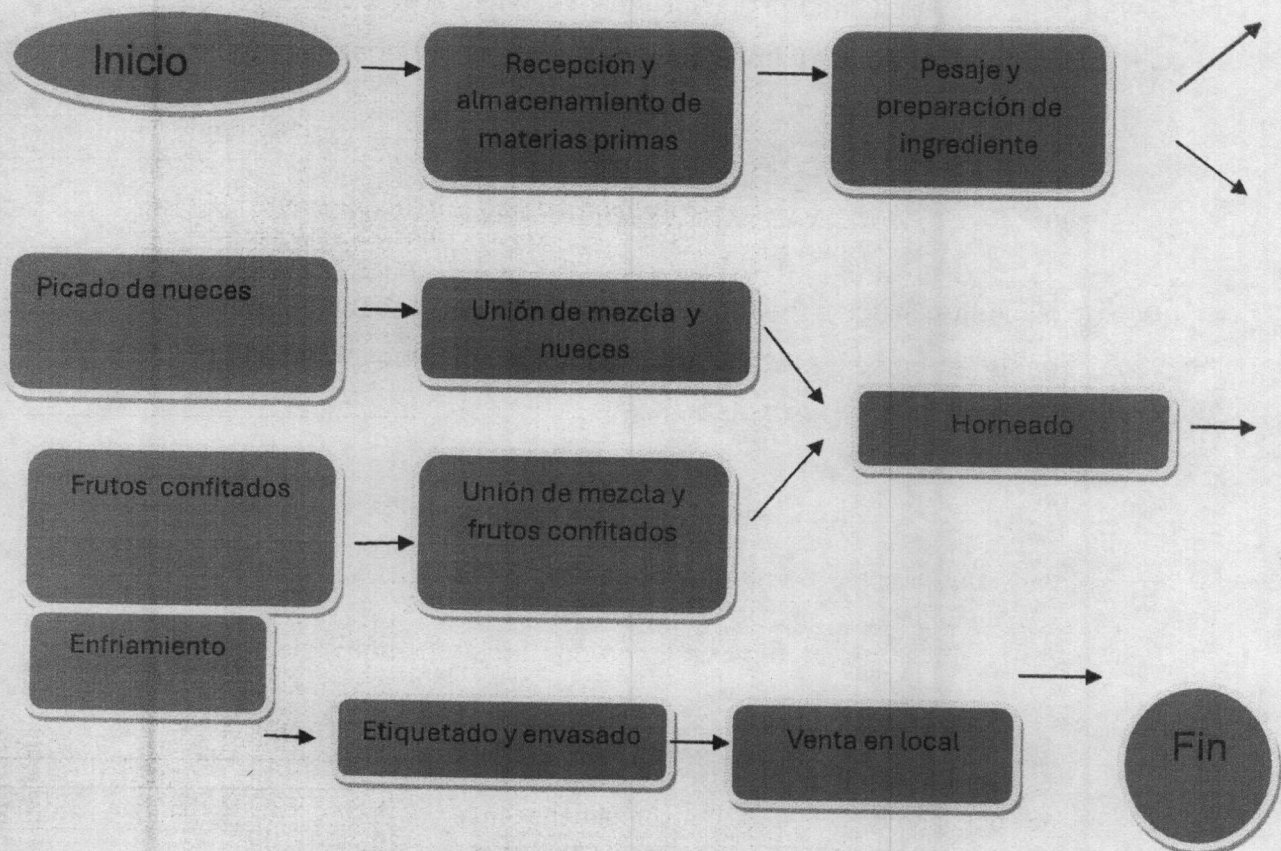 Inicio
Recepción y
almacenamiento de
materias primas
Pesaje y
preparación de
ingrediente
Picado de nueces
Unión de mezcla y
nueces
Horneado
Frutos confitados
Unión de mezcla y
frutos confitados
Enfriamiento
Etiquetado y envasado
Venta en local
Fin